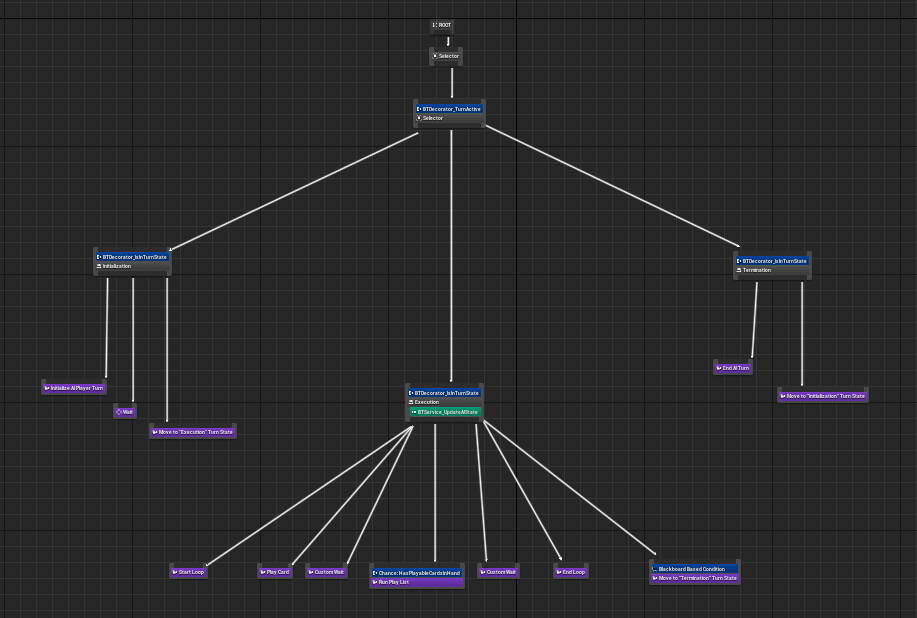 ROOT
Selector
BTDecorator_TurnActive
Selector
BTDecorator_IsInTurnState
Initialization
BTDecorator_IsInTurnState
Termination
Initialize AI Player Turn
Wait
Move to "Execution" Turn State
End AI Turn
Move to "Initialization" Turn State
BTDecorator_IsInTurnState
Execution
BTService_UpdateAIState
Start Loop
Play Card
Custom Wait
Chance: HasPlayableCardsInHand
Run Play List
Custom Wait
End Loop
Blackboard Based Condition
Move to "Termination" Turn State